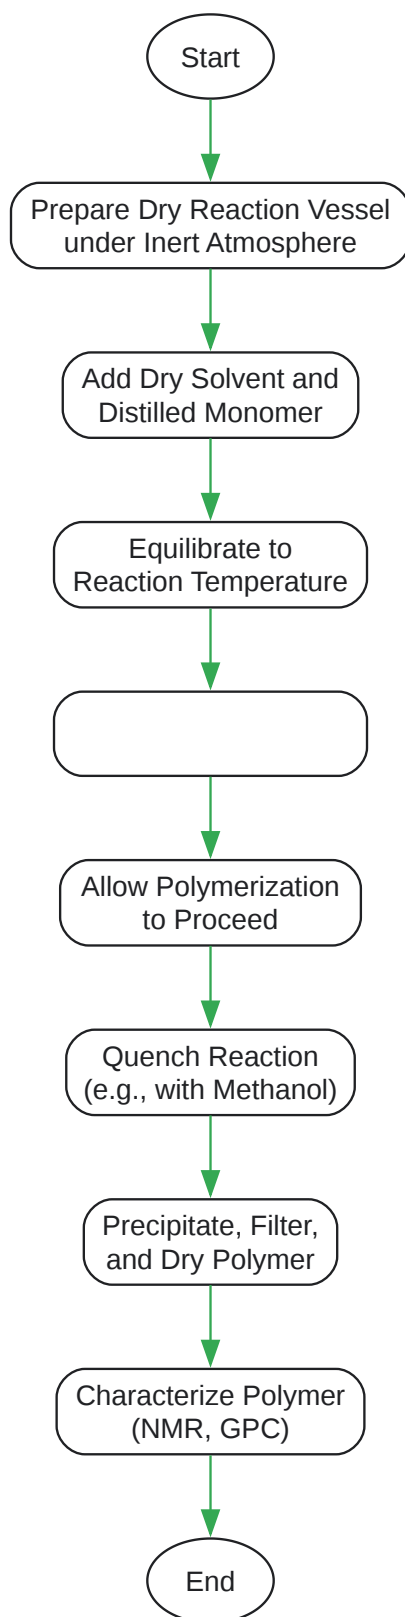 Start
Prepare Dry Reaction Vessel
under Inert Atmosphere
Add Dry Solvent and
Distilled Monomer
Equilibrate to
Reaction Temperature
Allow Polymerization
to Proceed
Quench Reaction
(e.g., with Methanol)
Precipitate, Filter,
and Dry Polymer
Characterize Polymer
(NMR, GPC)
End